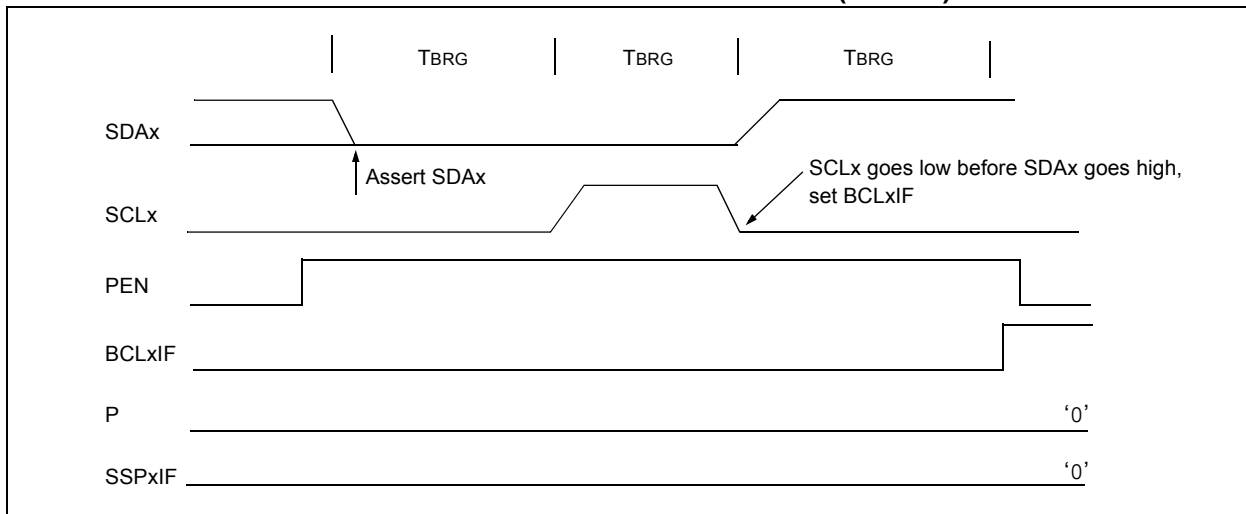 TBRG TBRG TBRG
SDAx
Assert SDAx
SCLx goes low before SDAx goes high,
set BCLxIF
SCLx
PEN
BCLxIF
P '0'
SSPxIF '0'